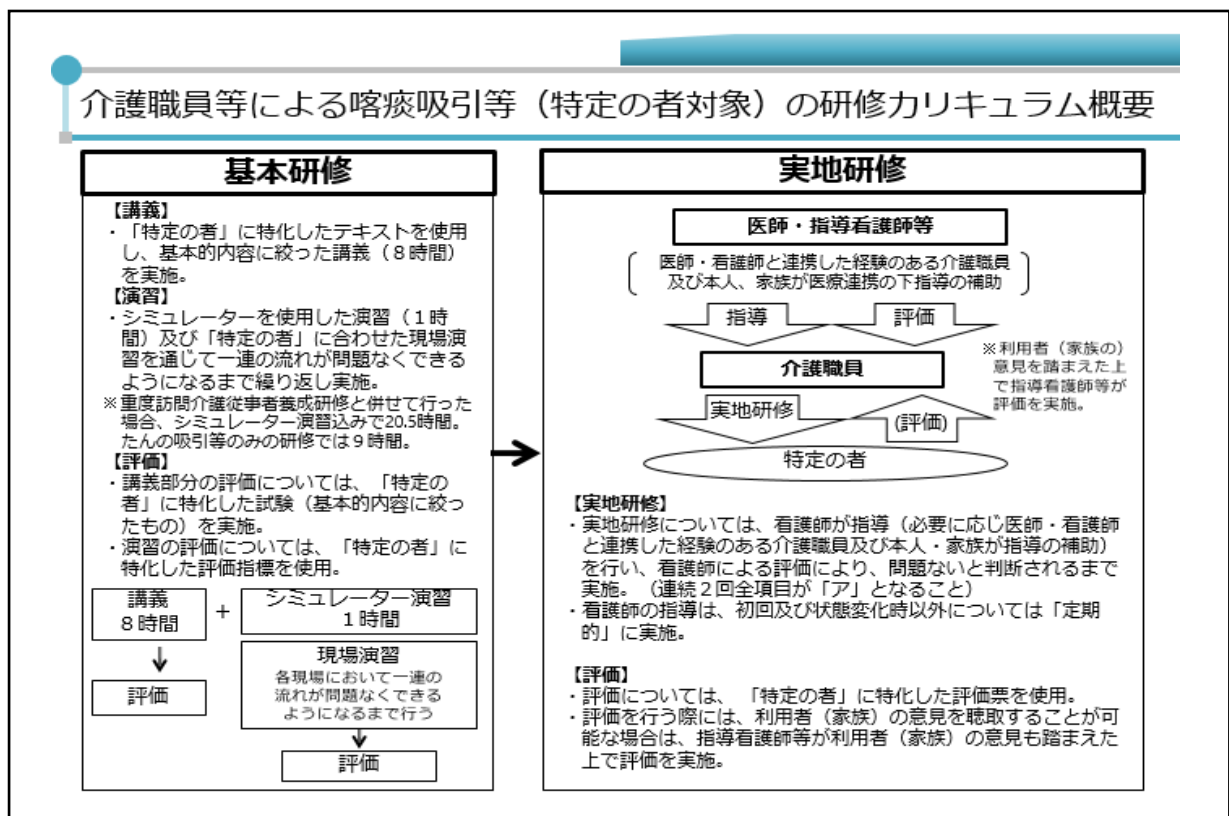 介護職員等による喀痰吸引等（特定の者対象）の研修カリキュラム概要
基本研修
【講義】
・「特定の者」に特化したテキストを使用
し、基本的内容に絞った講義（８時間）
を実施。
【演習】
・シミュレーターを使用した演習（１時
間）及び「特定の者」に合わせた現場演
習を通じて一連の流れが問題なくできる
ようになるまで繰り返し実施。
※重度訪問介護従事者養成研修と併せて行った
場合、シミュレーター演習込みで20.5時間。
たんの吸引等のみの研修では９時間。
【評価】
・講義部分の評価については、「特定の
者」に特化した試験（基本的内容に絞っ
たもの）を実施。
・演習の評価については、「特定の者」に
特化した評価指標を使用。
講義
８時間
＋
シミュレーター演習
１時間
評価
現場演習
各現場において一連の
流れが問題なくできる
ようになるまで行う
評価
実地研修
医師・指導看護師等
医師・看護師と連携した経験のある介護職員
及び本人、家族が医療連携の下指導の補助
指導
評価
※利用者（家族の）
意見を踏まえた上
で指導看護師等が
評価を実施。
介護職員
実地研修
(評価)
特定の者
【実地研修】
・実地研修については、看護師が指導（必要に応じ医師・看護師
と連携した経験のある介護職員及び本人・家族が指導の補助）
を行い、看護師による評価により、問題ないと判断されるまで
実施。（連続２回全項目が「ア」となること）
・看護師の指導は、初回及び状態変化時以外については「定期
的」に実施。
【評価】
・評価については、「特定の者」に特化した評価票を使用。
・評価を行う際には、利用者（家族）の意見を聴取することが可
能な場合は、指導看護師等が利用者（家族）の意見も踏まえた
上で評価を実施。